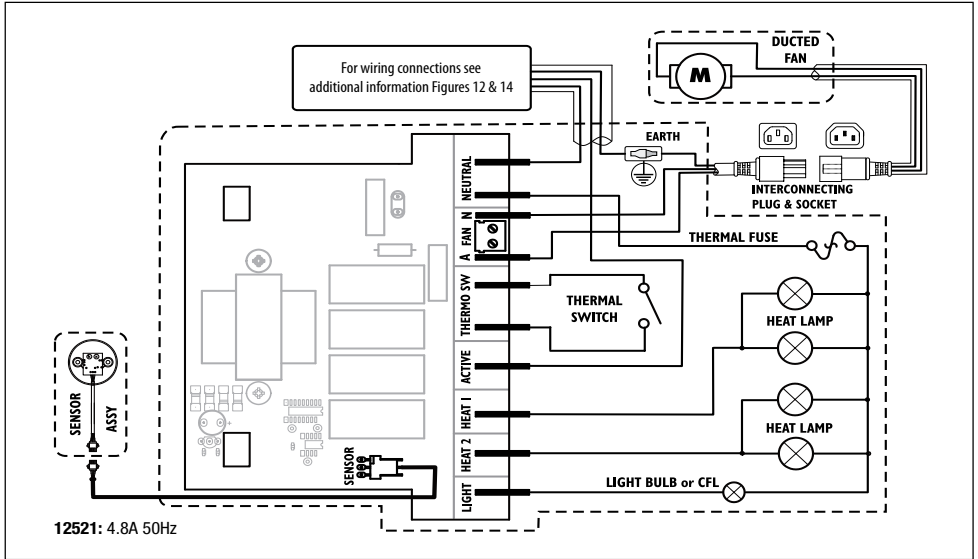 For wiring connections see
additional information Figures 12 & 14
DUCTED
FAN
M
EARTH
INTERCONNECTING
PLUG & SOCKET
NEUTRAL
FAN
N
A
THERMO SW
ACTIVE
HEAT 1
HEAT 2
LIGHT
THERMAL FUSE
THERMAL
SWITCH
HEAT LAMP
HEAT LAMP
LIGHT BULB or CFL
SENSOR
ASSY
SENSOR
+
12521: 4.8A 50Hz